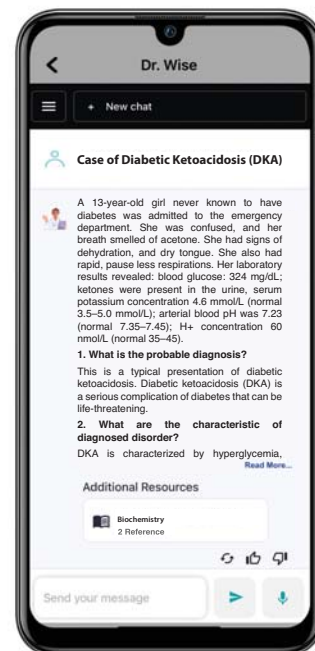 Dr. Wise
+ New chat
Case of Diabetic Ketoacidosis (DKA)
A 13-year-old girl never known to have
diabetes was admitted to the emergency
department. She was confused, and her
breath smelled of acetone. She had signs of
dehydration, and dry tongue. She also had
rapid, pause less respirations. Her laboratory
results revealed: blood glucose: 324 mg/dL;
ketones were present in the urine, serum
potassium concentration 4.6 mmol/L (normal
3.5–5.0 mmol/L); arterial blood pH was 7.23
(normal 7.35–7.45); H+ concentration 60
nmol/L (normal 35–45).
1. What is the probable diagnosis?
This is a typical presentation of diabetic
ketoacidosis. Diabetic ketoacidosis (DKA) is
a serious complication of diabetes that can be
life-threatening.
2. What are the characteristic of
diagnosed disorder?
DKA is characterized by hyperglycemia,
Read More...
Additional Resources
Biochemistry
2 Reference
Send your message